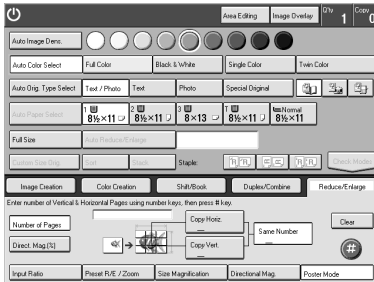 Area Editing Image Overlay Q'ty 1 Copy 0
Auto Image Dens.
Auto Color Select Full Color Black & White Single Color Twin Color
Auto Orig. Type Select Text / Photo Text Photo Special Original
Auto Paper Select 1 8½×11 2 8½×11 3 8×13 T 8½×11 Normal 8½×11
Full Size Auto Reduce/Enlarge
Custom Size Orig. Sort Stack Staple: Check Modes
Image Creation Color Creation Shift/Book Duplex/Combine Reduce/Enlarge
Enter number of Vertical & Horizontal Pages using number keys, then press # key.
Number of Pages Copy Horiz. Same Number Clear
Direct. Mag.(%) Copy Vert. #
Input Ratio Preset R/E / Zoom Size Magnification Directional Mag. Poster Mode